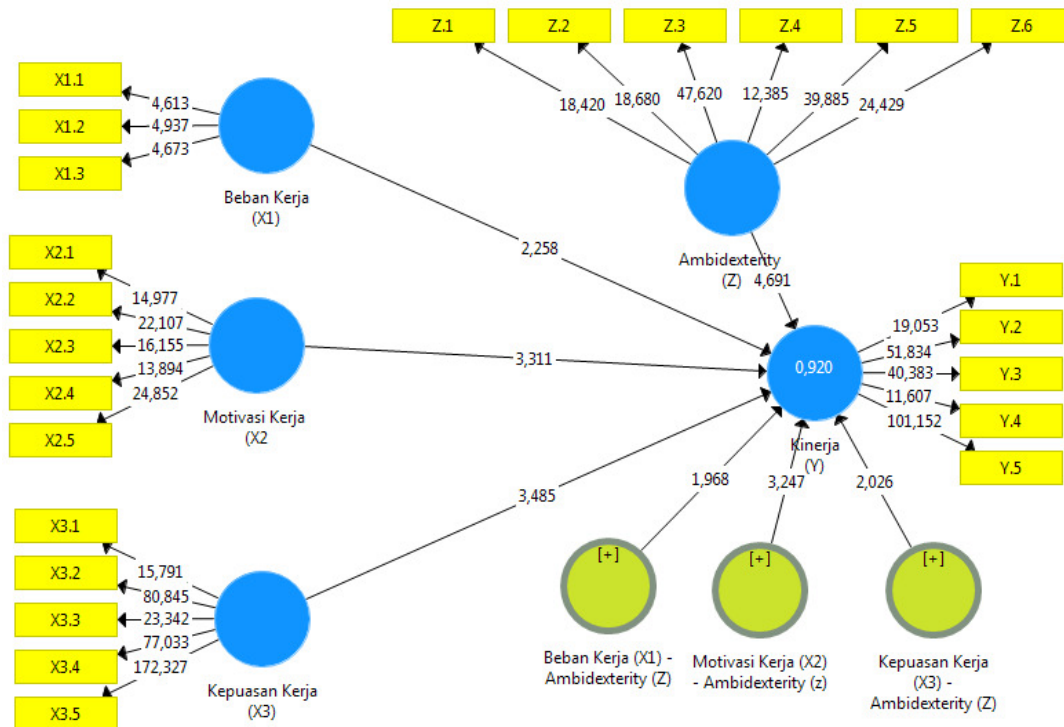 Z.1
Z.2
Z.3
Z.4
Z.5
Z.6
18,420
18,680
47,620
12,385
39,885
24,429
X1.1
X1.2
X1.3
4,613
4,937
4,673
Beban Kerja
(X1)
2,258
Ambidexterity
(Z)
4,691
X2.1
X2.2
X2.3
X2.4
X2.5
14,977
22,107
16,155
13,894
24,852
Motivasi Kerja
(X2
3,311
0,920
Kinerja
(Y)
19,053
51.834
40,383
11,607
101,152
Y.1
Y.2
Y.3
Y.4
Y.5
X3.1
X3.2
X3.3
X3.4
X3.5
15,791
80,845
23,342
77,033
172,327
Kepuasan Kerja
(X3)
3,485
1,968
3,247
2,026
[+]
[+]
[+]
Beban Kerja (X1) -
Ambidexterity (Z)
Motivasi Kerja (X2)
- Ambidexterity (z)
Kepuasan Kerja
(X3) -
Ambidexterity (Z)